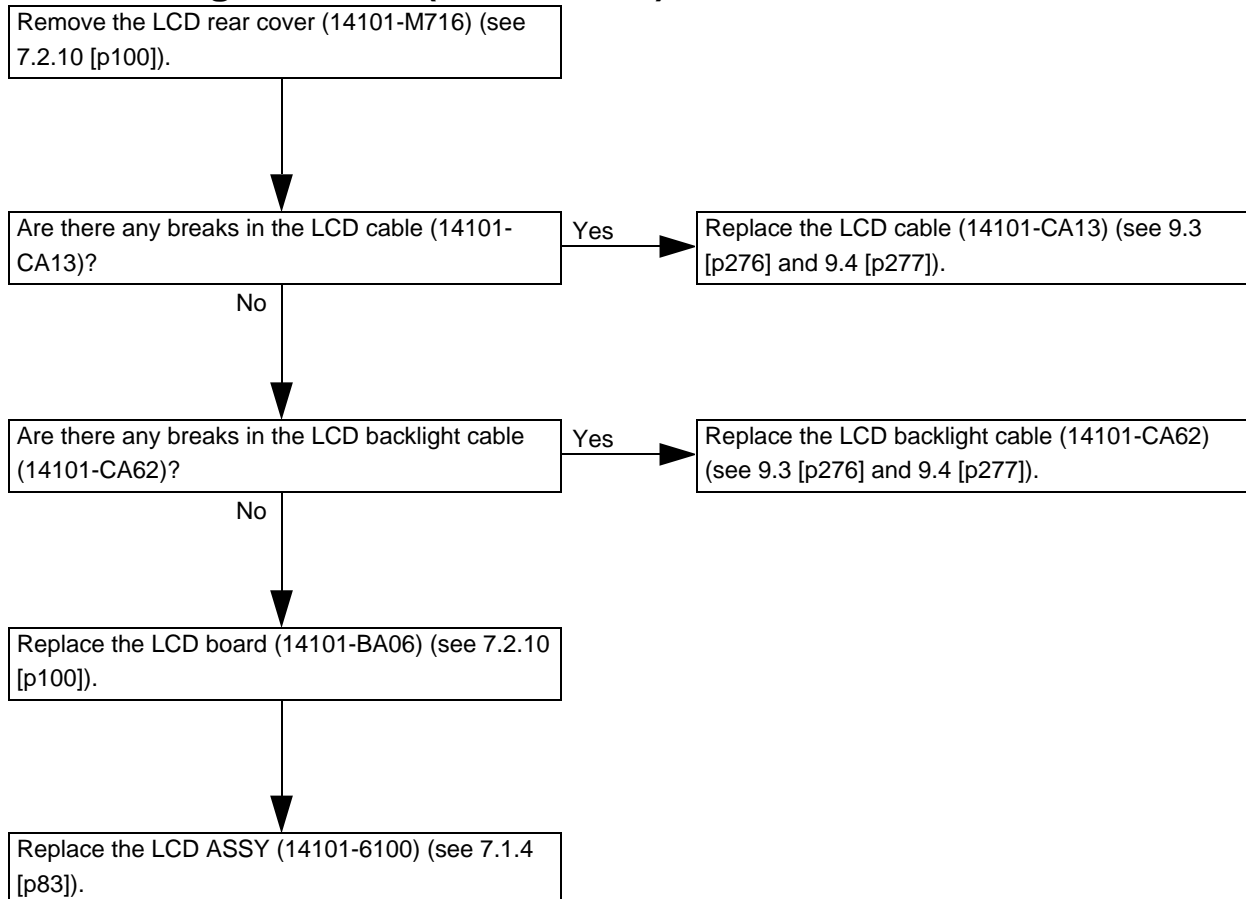 Remove the LCD rear cover (14101-M716) (see
7.2.10 [p100]).
Are there any breaks in the LCD cable (14101-
CA13)?
Yes
Replace the LCD cable (14101-CA13) (see 9.3
[p276] and 9.4 [p277]).
No
Are there any breaks in the LCD backlight cable
(14101-CA62)?
Yes
Replace the LCD backlight cable (14101-CA62)
(see 9.3 [p276] and 9.4 [p277]).
No
Replace the LCD board (14101-BA06) (see 7.2.10
[p100]).
Replace the LCD ASSY (14101-6100) (see 7.1.4
[p83]).